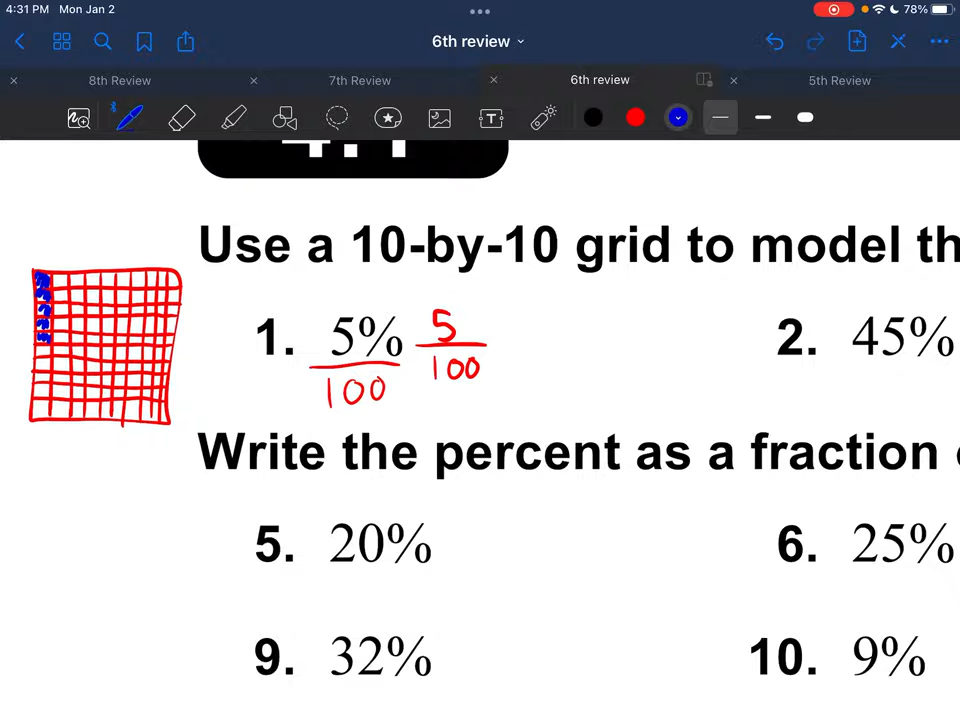 4:31 PM Mon Jan 2 78%
6th review
8th Review 7th Review 6th review 5th Review
Use a 10-by-10 grid to model th
1. 5% 5/100 2. 45%
100
Write the percent as a fraction
5. 20% 6. 25%
9. 32% 10. 9%